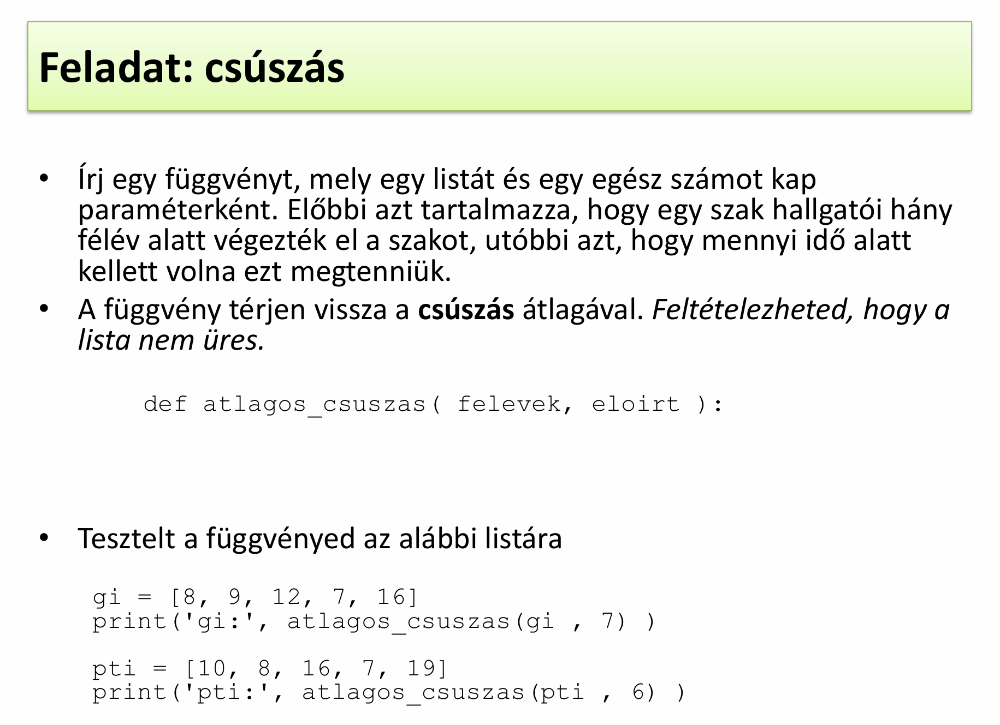 Feladat: csúszás
• Írj egy függvényt, mely egy listát és egy egész számot kap
paraméterként. Előbbi azt tartalmazza, hogy egy szak hallgatói hány
félév alatt végezték el a szakot, utóbbi azt, hogy mennyi idő alatt
kellett volna ezt megtenniük.
• A függvény térjen vissza a csúszás átlagával. Feltételezheted, hogy a
lista nem üres.
def atlagos_csuszas( felevek, eloirt ):
• Tesztelt a függvényed az alábbi listára
gi = [8, 9, 12, 7, 16]
print('gi:', atlagos_csuszas(gi , 7) )
pti = [10, 8, 16, 7, 19]
print('pti:', atlagos_csuszas(pti , 6) )